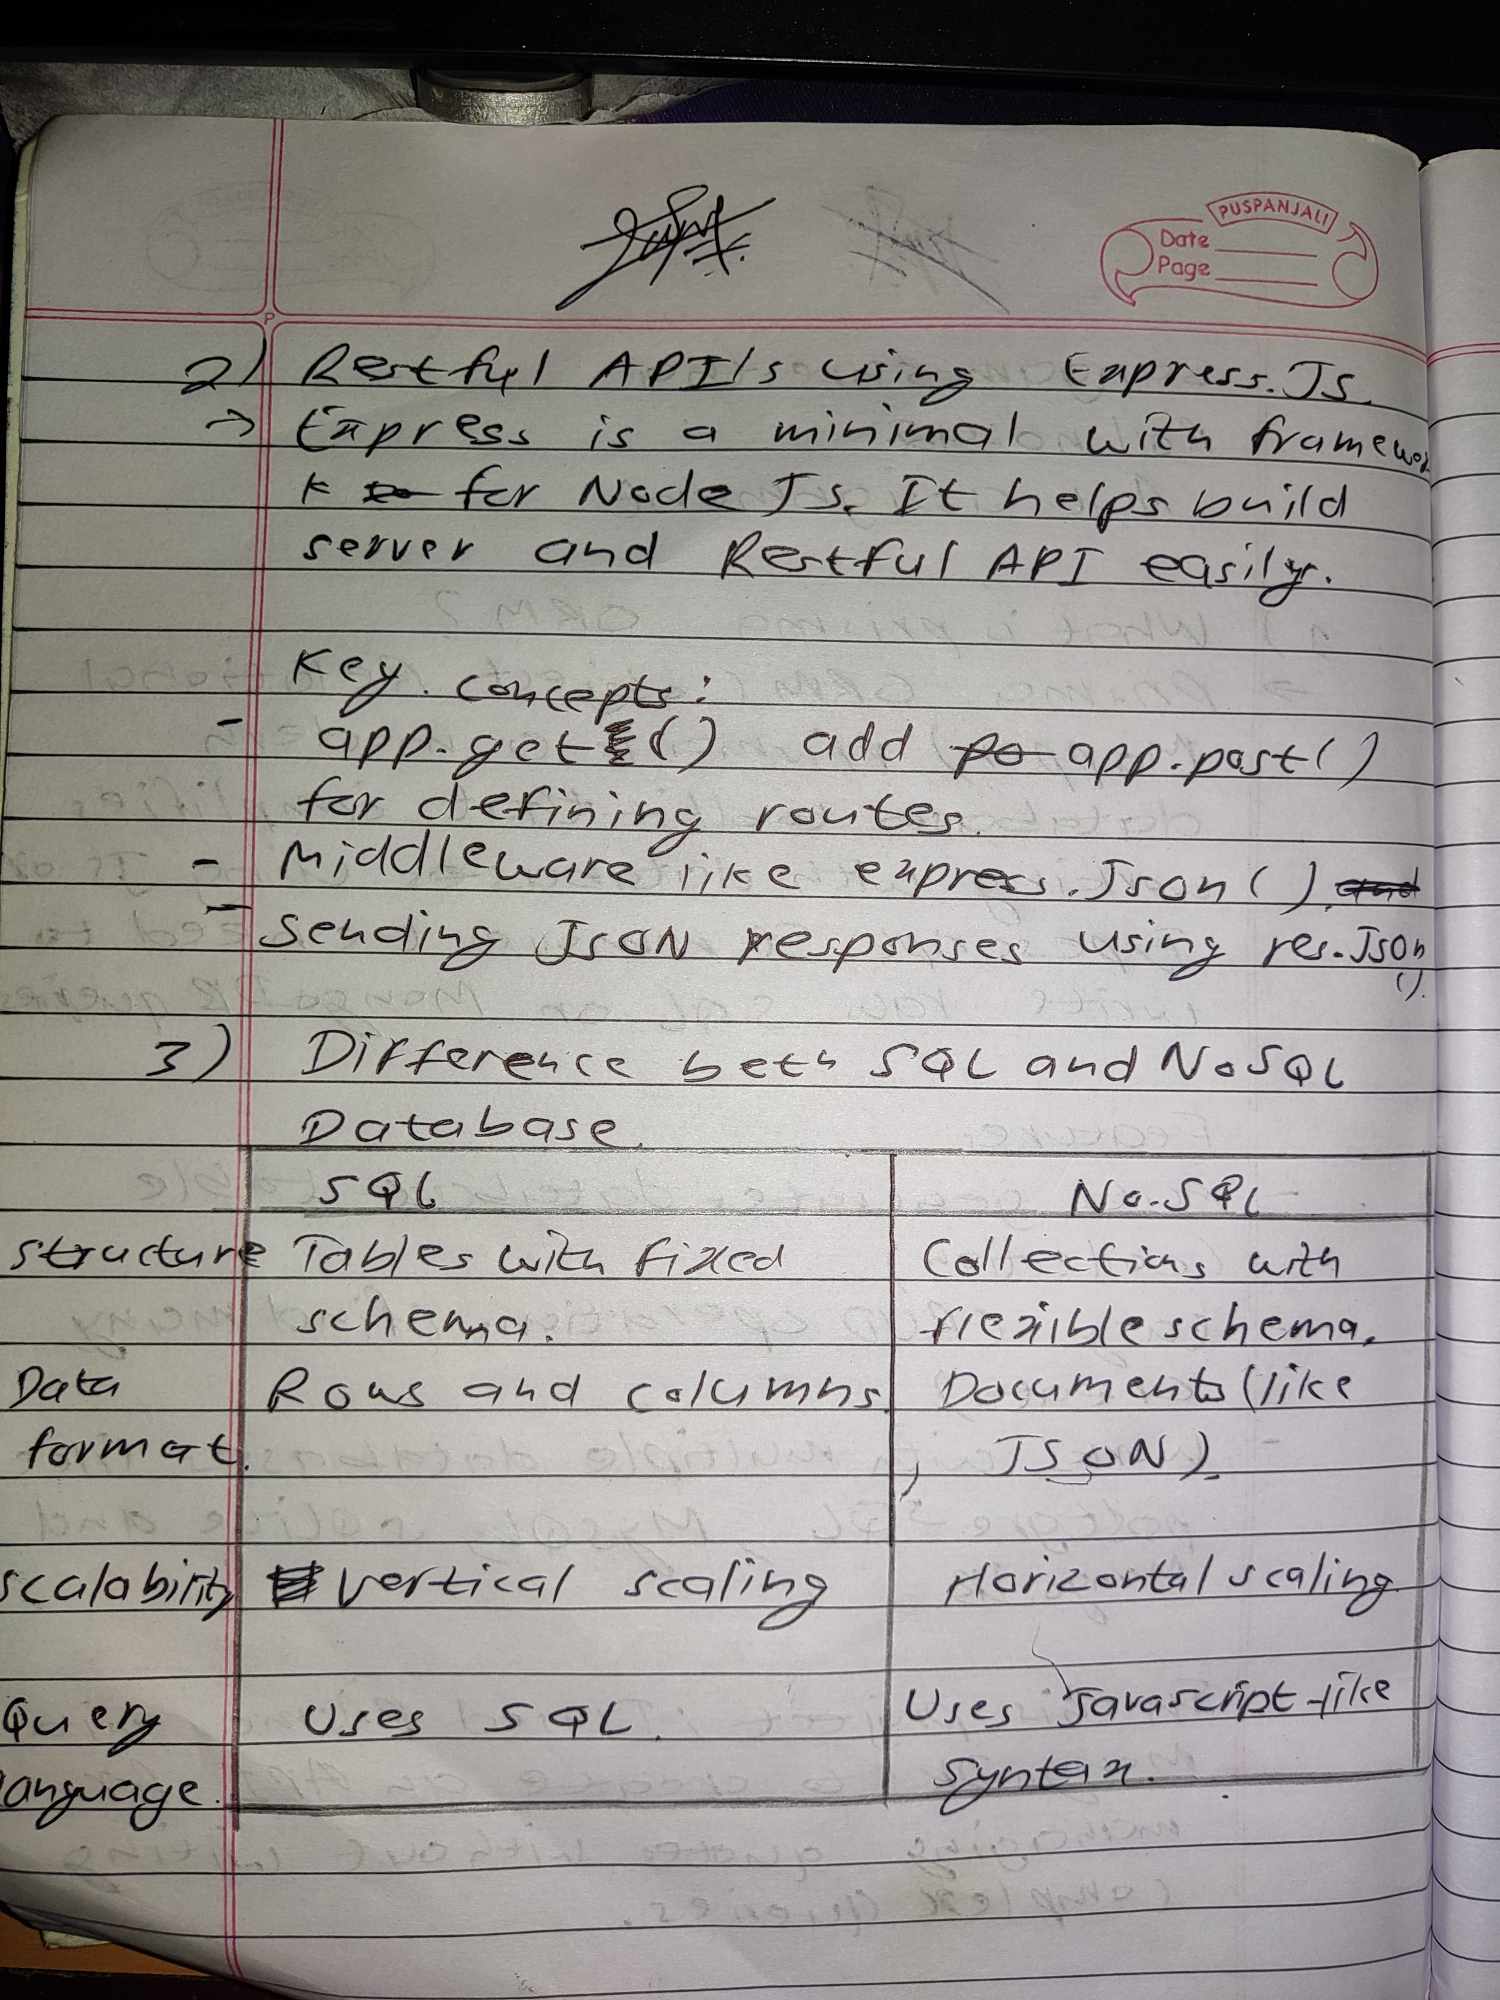 PUSPANJALI
Date
Page
P
2) Restful API's using Express.JS.
→ Express is a minimal with framewor
k for Node JS. It helps build
server and Restful API easily.
Key concepts:
- app.get() add app.post()
for defining routes.
- Middleware like express.Json(),
- Sending JSON responses using res.Json
().
3) Difference betn SQL and NoSQL
Database.
SQL No.SQL
structure Tables with fixed Collections with
schema. flexible schema.
Data Rows and columns. Documents (like
format. JSON).
scalability vertical scaling Horizontal scaling.
Query Uses SQL. Uses Javascript-like
language. syntax.